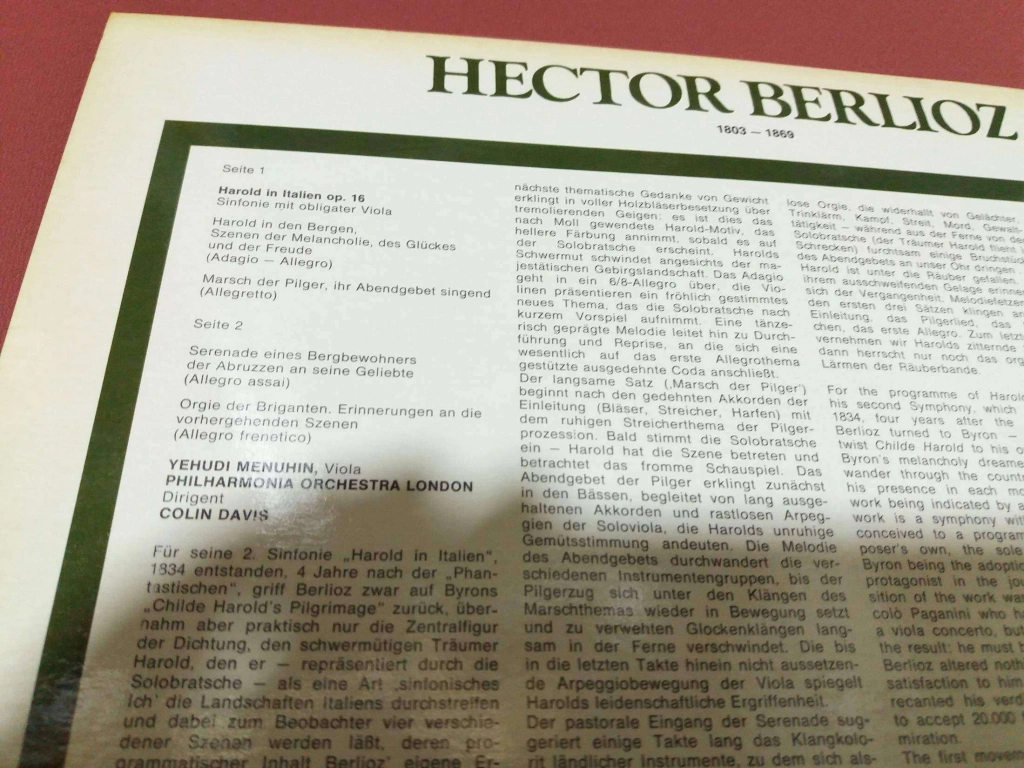 HECTOR BERLIOZ
1803 – 1869
Seite 1
Harold in Italien op. 16
Sinfonie mit obligater Viola
Harold in den Bergen,
Szenen der Melancholie, des Glückes
und der Freude
(Adagio – Allegro)
Marsch der Pilger, ihr Abendgebet singend
(Allegretto)
Seite 2
Serenade eines Bergbewohners
der Abruzzen an seine Geliebte
(Allegro assai)
Orgie der Briganten. Erinnerungen an die
vorhergehenden Szenen
(Allegro frenetico)
YEHUDI MENUHIN, Viola
PHILHARMONIA ORCHESTRA LONDON
Dirigent
COLIN DAVIS
Für seine 2. Sinfonie „Harold in Italien“,
1834 entstanden, 4 Jahre nach der „Phan-
tastischen“, griff Berlioz zwar auf Byrons
„Childe Harold's Pilgrimage“ zurück, über-
nahm aber praktisch nur die Zentralfigur
der Dichtung, den schwermütigen Träumer
Harold, den er – repräsentiert durch die
Solobratsche – als eine Art ‚sinfonisches
Ich‘ die Landschaften Italiens durchstreifen
und dabei zum Beobachter vier verschie-
dener Szenen werden läßt, deren pro-
grammatischer Inhalt Berlioz' eigene Er-
nächste thematische Gedanke von Gewicht
erklingt in voller Holzbläserbesetzung über
tremolierenden Geigen: es ist dies das
nach Moll gewendete Harold-Motiv, das
hellere Färbung annimmt, sobald es auf
der Solobratsche erscheint. Harolds
Schwermut schwindet angesichts der ma-
jestätischen Gebirgslandschaft. Das Adagio
geht in ein 6/8-Allegro über, die Vio-
linen präsentieren ein fröhlich gestimmtes
neues Thema, das die Solobratsche nach
kurzem Vorspiel aufnimmt. Eine tänze-
risch geprägte Melodie leitet hin zu Durch-
führung und Reprise, an die sich eine
wesentlich auf das erste Allegrothema
gestützte ausgedehnte Coda anschließt.
Der langsame Satz (‚Marsch der Pilger‘)
beginnt nach den gedehnten Akkorden der
Einleitung (Bläser, Streicher, Harfen) mit
dem ruhigen Streicherthema der Pilger-
prozession. Bald stimmt die Solobratsche
ein – Harold hat die Szene betreten und
betrachtet das fromme Schauspiel. Das
Abendgebet der Pilger erklingt zunächst
in den Bässen, begleitet von lang ausge-
haltenen Akkorden und rastlosen Arpeg-
gien der Soloviola, die Harolds unruhige
Gemütsstimmung andeuten. Die Melodie
des Abendgebets durchwandert die ver-
schiedenen Instrumentengruppen, bis der
Pilgerzug sich unter den Klängen des
Marschthemas wieder in Bewegung setzt
und zu verwehten Glockenklängen lang-
sam in der Ferne verschwindet. Die bis
in die letzten Takte hinein nicht aussetzen-
de Arpeggiobewegung der Viola spiegelt
Harolds leidenschaftliche Ergriffenheit.
Der pastorale Eingang der Serenade sug-
geriert einige Takte lang das Klangkolo-
rit ländlicher Instrumente, zu dem sich als-
lose Orgie, die widerhallt von Gelächter,
Trinklärm, Kampf, Streit, Mord, Gewalt-
tätigkeit – während aus der Ferne von der
Solobratsche (der Träumer Harold flieht
Schrecken) furchtsam einige Bruchstüc
des Abendgebets an unser Ohr dringen.
Harold ist unter die Räuber gefallen,
ihrem ausschweifenden Gelage erinne
sich der Vergangenheit. Melodiefetzen
den ersten drei Sätzen klingen an
Einleitung, das Pilgerlied, das
chen, das erste Allegro. Zum letzt
vernehmen wir Harolds zitternde
dann herrscht nur noch das org
Lärmen der Räuberbande.
For the programme of Harold
his second Symphony, which
1834, four years after the
Berlioz turned to Byron –
twist Childe Harold to his o
Byron's melancholy dreame
wander through the count
his presence in each mo
work being indicated by a
work is a symphony wit
conceived to a program
poser's own, the sole
Byron being the adoptio
protagonist in the jou
sition of the work was
colò Paganini who ha
a viola concerto, but
the result: he must b
Berlioz altered noth
satisfaction to him
recanted his verd
to accept 20.000
miration.
The first movem